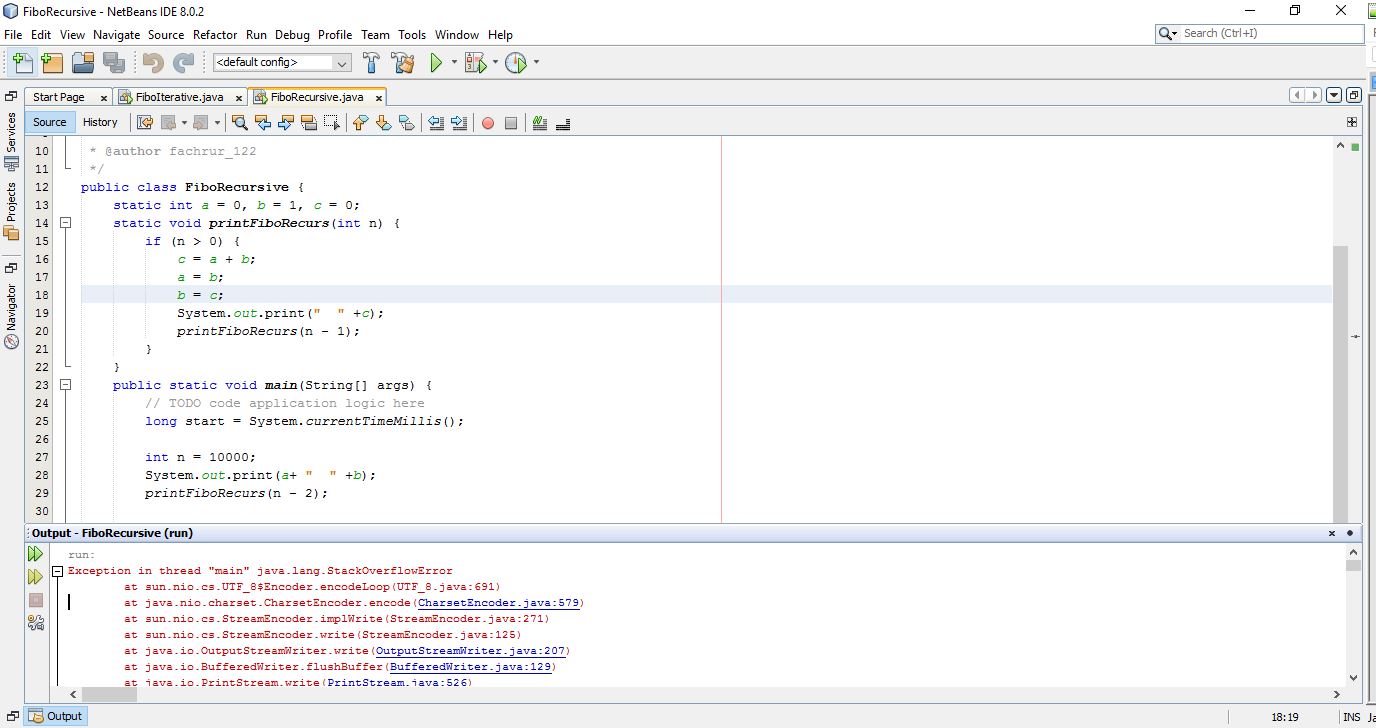 FiboRecursive - NetBeans IDE 8.0.2
File Edit View Navigate Source Refactor Run Debug Profile Team Tools Window Help
Search (Ctrl+I)
<default config>
Start Page FiboIterative.java FiboRecursive.java
Source History
Services
Projects
Navigator
10 * @author fachrur_122
11 */
12 public class FiboRecursive {
13 static int a = 0, b = 1, c = 0;
14 static void printFiboRecurs(int n) {
15 if (n > 0) {
16 c = a + b;
17 a = b;
18 b = c;
19 System.out.print("  " +c);
20 printFiboRecurs(n - 1);
21 }
22 }
23 public static void main(String[] args) {
24 // TODO code application logic here
25 long start = System.currentTimeMillis();
26
27 int n = 10000;
28 System.out.print(a+ "  " +b);
29 printFiboRecurs(n - 2);
30
Output - FiboRecursive (run)
run:
Exception in thread "main" java.lang.StackOverflowError
at sun.nio.cs.UTF_8$Encoder.encodeLoop(UTF_8.java:691)
at java.nio.charset.CharsetEncoder.encode(CharsetEncoder.java:579)
at sun.nio.cs.StreamEncoder.implWrite(StreamEncoder.java:271)
at sun.nio.cs.StreamEncoder.write(StreamEncoder.java:125)
at java.io.OutputStreamWriter.write(OutputStreamWriter.java:207)
at java.io.BufferedWriter.flushBuffer(BufferedWriter.java:129)
at java.io.PrintStream.write(PrintStream.java:526)
Output
18:19 INS